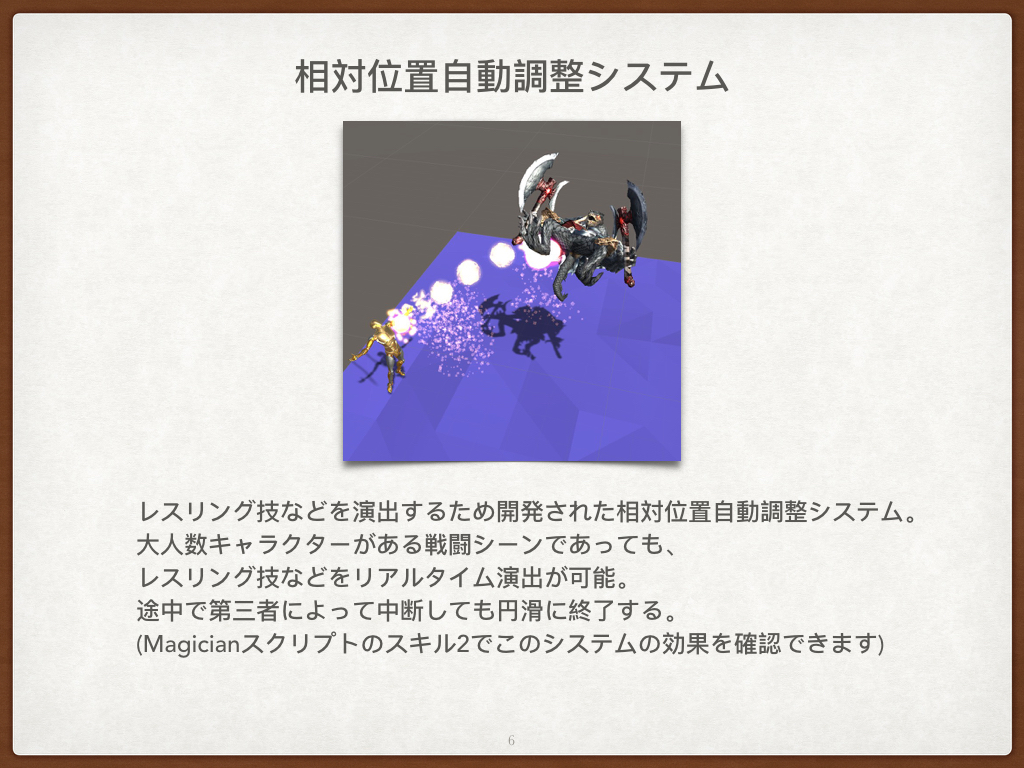 相対位置自動調整システム
レスリング技などを演出するため開発された相対位置自動調整システム。
大人数キャラクターがある戦闘シーンであっても、
レスリング技などをリアルタイム演出が可能。
途中で第三者によって中断しても円滑に終了する。
(Magicianスクリプトのスキル2でこのシステムの効果を確認できます)
6